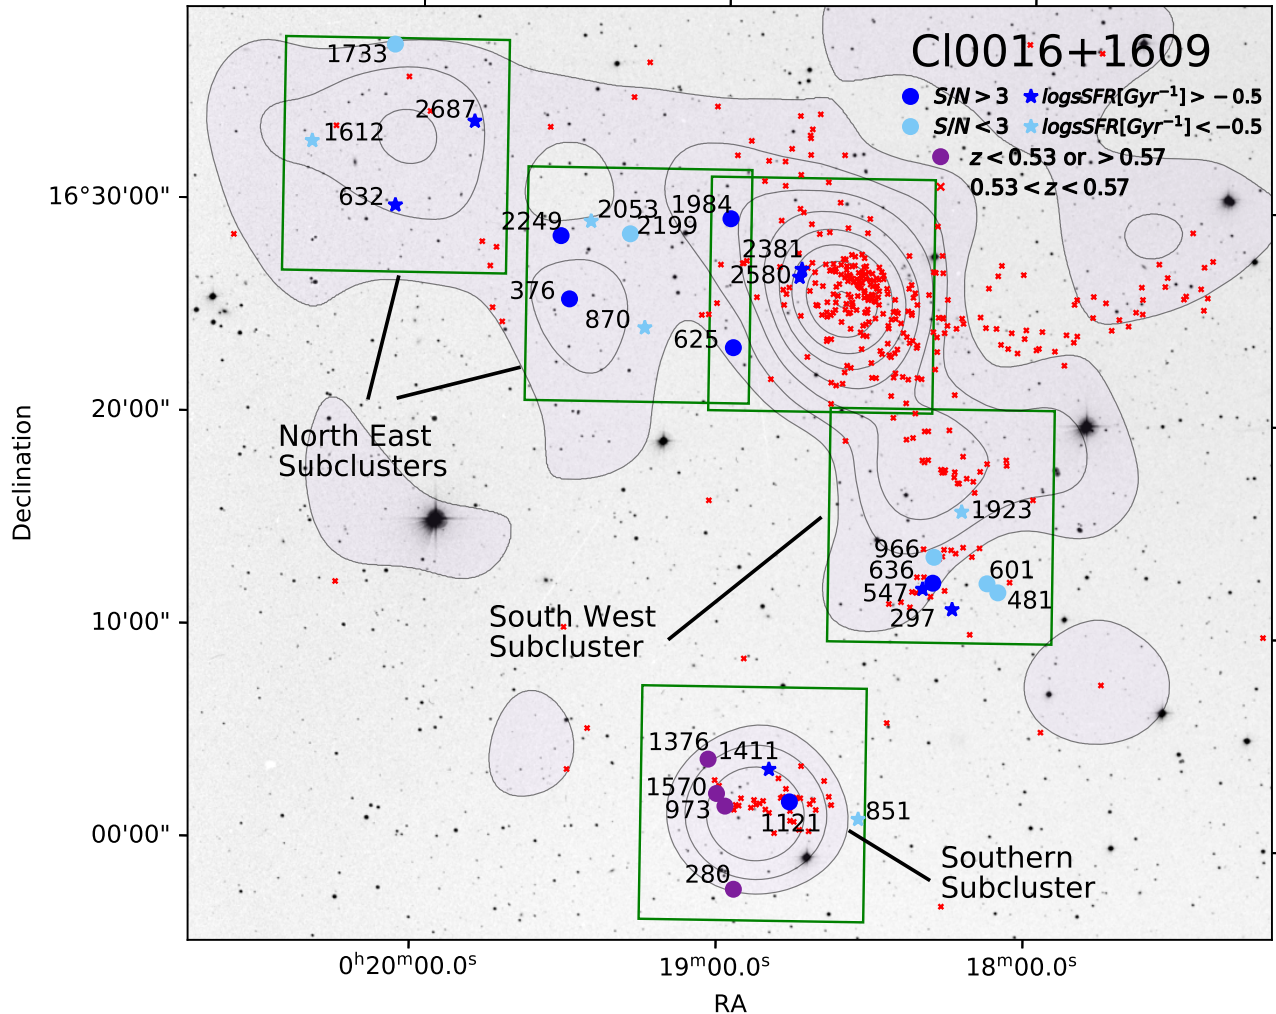 Cl0016+1609
S/N > 3 logsSFR[Gyr⁻¹] > −0.5
S/N < 3 logsSFR[Gyr⁻¹] < −0.5
z < 0.53 or > 0.57
0.53 < z < 0.57
1733
2687
1612
632
2249
2053
2199
1984
2381
2580
376
870
625
North East
Subclusters
1923
966
636
601
547
481
297
South West
Subcluster
1376
1411
1570
973
1121
851
280
Southern
Subcluster
16°30'00"
20'00"
10'00"
00'00"
Declination
0ʰ20ᵐ00.0ˢ
19ᵐ00.0ˢ
18ᵐ00.0ˢ
RA